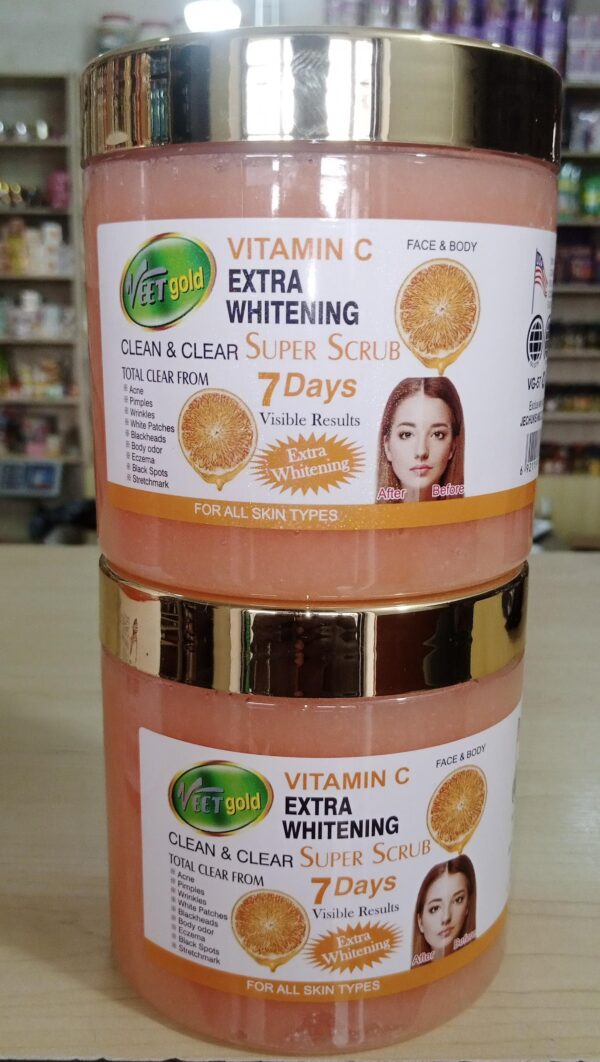 VEET gold
VITAMIN C
FACE & BODY
EXTRA
WHITENING
CLEAN & CLEAR SUPER SCRUB
TOTAL CLEAR FROM
Acne
Pimples
Wrinkles
White Patches
Blackheads
Body odor
Eczema
Black Spots
Stretchmark
7 Days
Visible Results
Extra
Whitening
After Before
FOR ALL SKIN TYPES
VEET gold
VITAMIN C
FACE & BODY
EXTRA
WHITENING
CLEAN & CLEAR SUPER SCRUB
TOTAL CLEAR FROM
Acne
Pimples
Wrinkles
White Patches
Blackheads
Body odor
Eczema
Black Spots
Stretchmark
7 Days
Visible Results
Extra
Whitening
After Before
FOR ALL SKIN TYPES